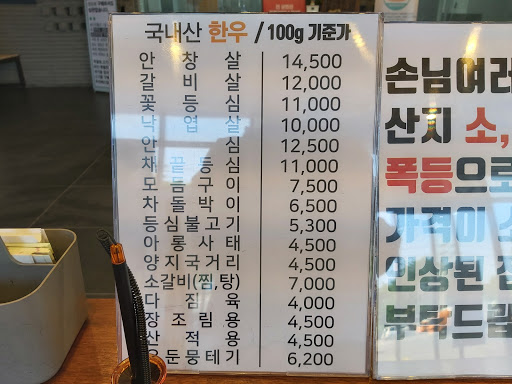 국내산 한우 / 100g 기준가
안창살 14,500
갈비살 12,000
꽃등심 11,000
낙엽살 10,000
안심 12,500
채끝등심 11,000
모둠구이 7,500
차돌박이 6,500
등심불고기 5,300
아롱사태 4,500
양지국거리 4,500
소갈비(찜,탕) 7,000
다짐육 4,000
장조림용 4,500
산적용 4,500
둔뭉테기 6,200
손님여러
산지 소,
폭등으로
가격이
인상된
부탁드립